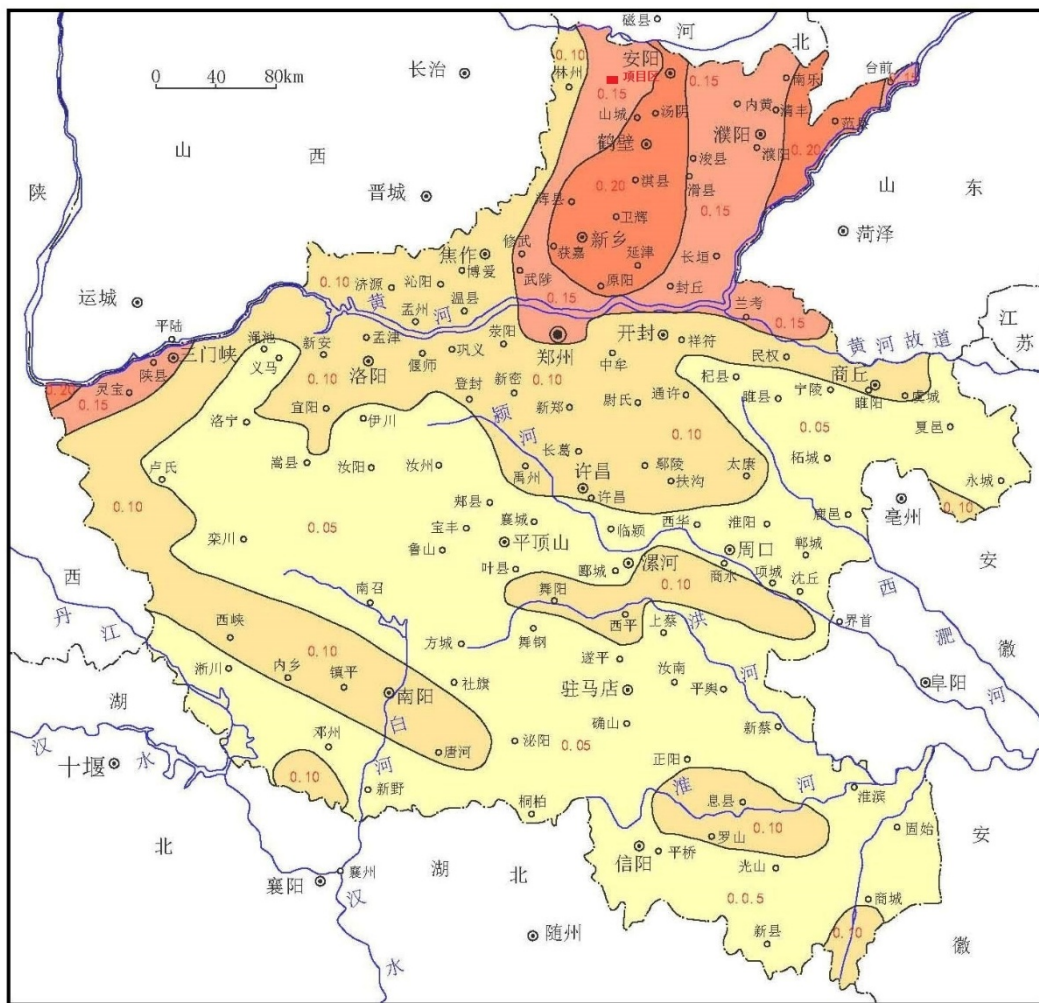 磁县
河
北
0.10
安阳
台前
长治
林州
项目区
0.15
南乐
0.15
0 40 80km
0.15
内黄
清丰
山城
汤阴
范县
山
西
鹤壁
濮阳
濮阳
0.20
陕
浚县
山
东
晋城
0.20
淇县
滑县
辉县
0.15
卫辉
菏泽
新乡
修武
获嘉
延津
长垣
焦作
博爱
0.10
济源
沁阳
武陟
原阳
封丘
运城
黄
河
温县
孟州
0.15
兰考
0.15
江
苏
平陆
荥阳
开封
祥符
黄河故道
渑池
新安
孟津
三门峡
义马
偃师
巩义
郑州
中牟
民权
陕县
洛阳
商丘
0.20
灵宝
0.15
0.10
登封
新密
0.10
杞县
宁陵
睢阳
虞城
宜阳
新郑
尉氏
通许
睢县
洛宁
伊川
颍
河
0.05
夏邑
0.10
长葛
卢氏
嵩县
汝阳
汝州
禹州
鄢陵
太康
柘城
许昌
扶沟
永城
0.10
许昌
郏县
亳州
0.10
0.05
宝丰
襄城
临颍
西华
淮阳
鹿邑
栾川
鲁山
平顶山
周口
郸城
安
西
叶县
郾城
漯河
商水
项城
沈丘
0.10
南召
舞阳
西
淝
河
丹
江
西峡
西平
洪
河
界首
方城
舞钢
上蔡
徽
0.10
遂平
淅川
内乡
镇平
南阳
社旗
驻马店
汝南
平舆
阜阳
湖
白
河
确山
新蔡
汉
水
邓州
泌阳
0.05
唐河
正阳
十堰
0.10
新野
淮
河
息县
淮滨
桐柏
0.10
固始
罗山
北
湖
北
信阳
平桥
安
襄州
光山
襄阳
汉
水
0.0.5
商城
随州
0.10
新县
徽